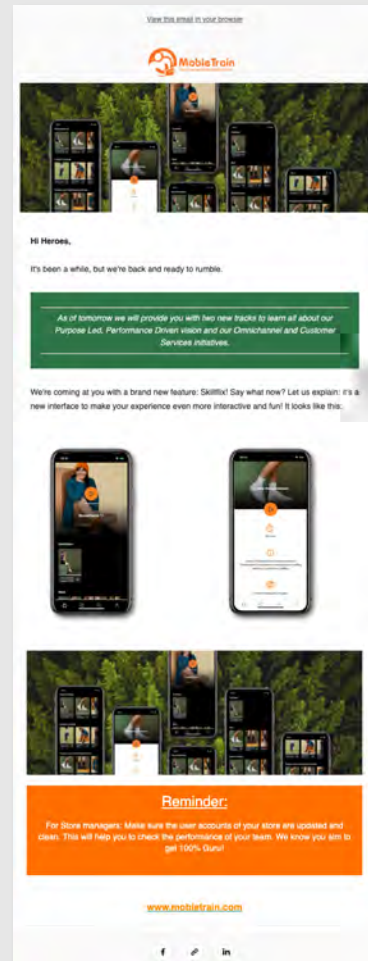 View this email in your browser
MobieTrain
Hi Heroes,
It's been a while, but we're back and ready to rumble.
As of tomorrow we will provide you with two new tracks to learn all about our
Purpose Led, Performance Driven vision and our Omnichannel and Customer
Services initiatives.
We're coming at you with a brand new feature: Skillflix! Say what now? Let us explain: it's a
new interface to make your experience even more interactive and fun! It looks like this:
Reminder:
For Store managers: Make sure the user accounts of your store are updated and
clean. This will help you to check the performance of your team. We know you aim to
get 100% Guru!
www.mobietrain.com